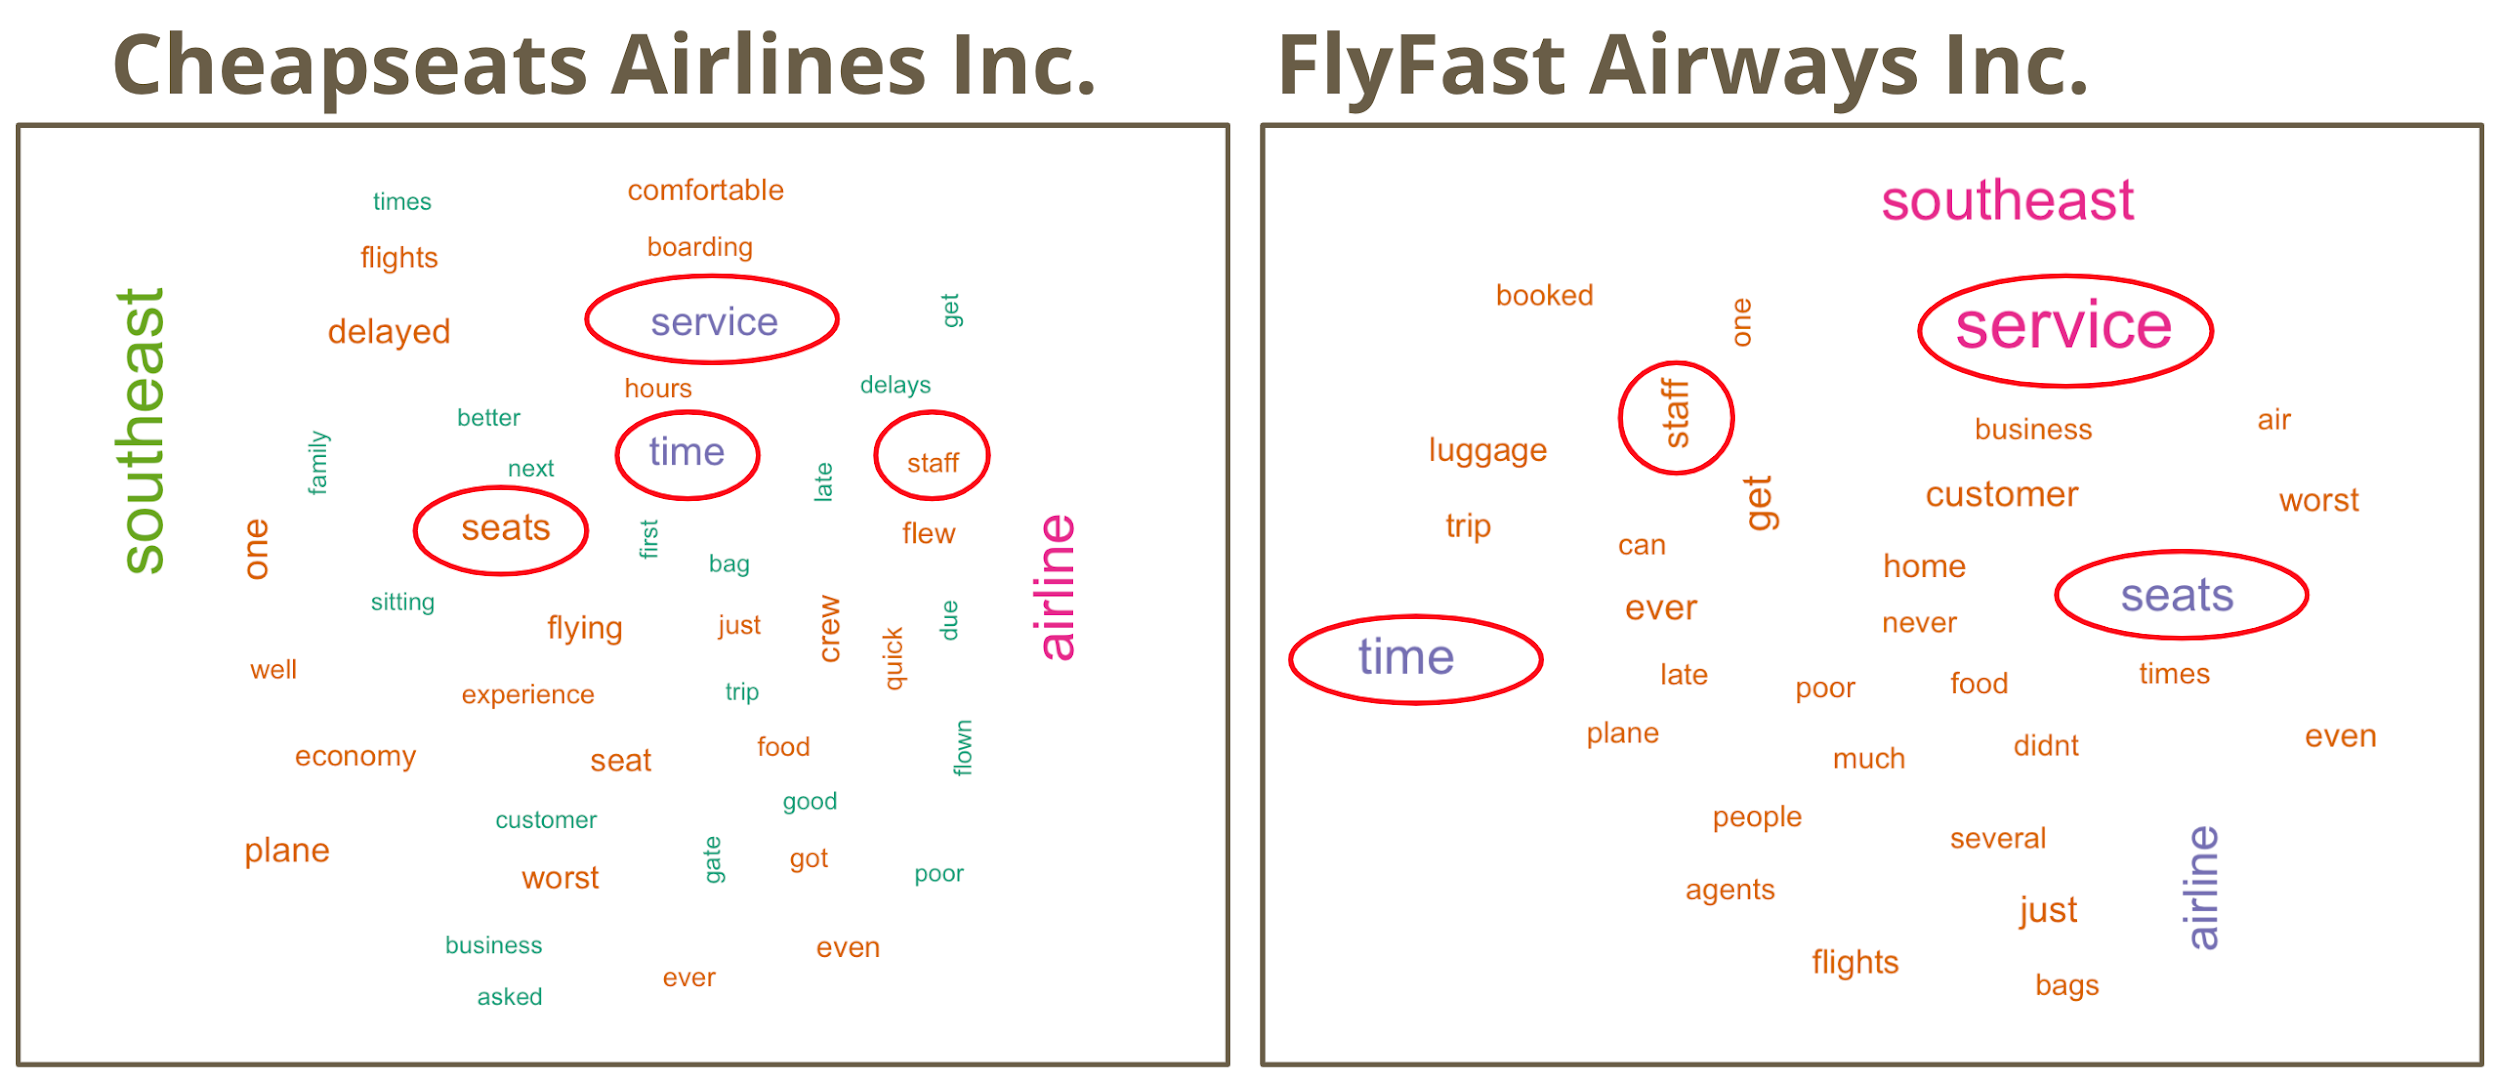 Cheapseats Airlines Inc.
times
comfortable
flights
boarding
southeast
delayed
service
get
hours
delays
better
family
time
next
late
staff
one
seats
first
flew
bag
airline
sitting
flying
just
crew
quick
due
well
experience
trip
economy
seat
food
flown
customer
good
plane
worst
gate
got
poor
business
even
asked
ever
FlyFast Airways Inc.
southeast
booked
one
service
staff
luggage
business
air
get
customer
worst
trip
can
home
seats
ever
never
time
late
poor
food
times
plane
much
didnt
even
people
several
airline
agents
just
flights
bags